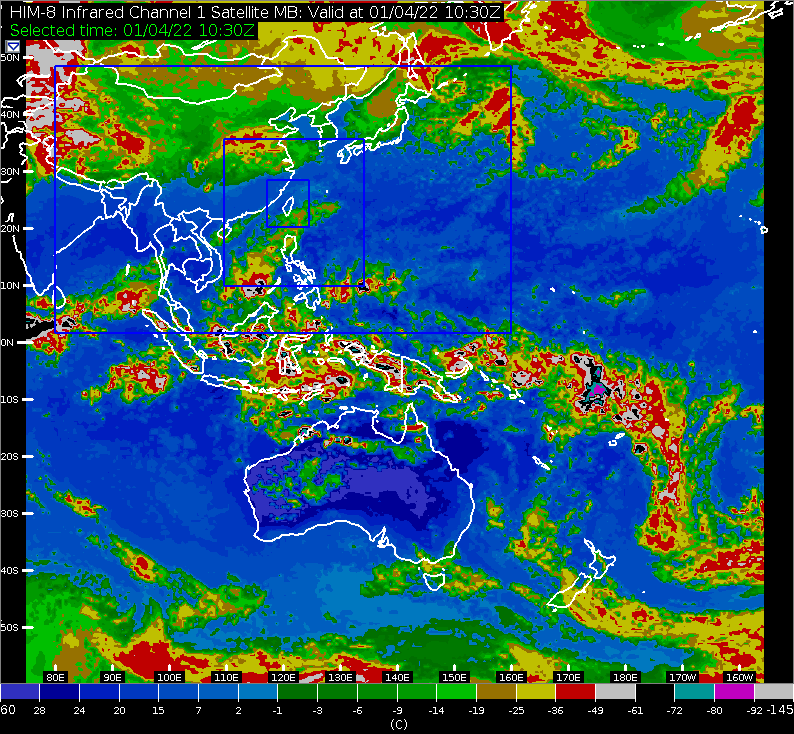 HIM-8 Infrared Channel 1 Satellite MB: Valid at 01/04/22 10:30Z
Selected time: 01/04/22 10:30Z
50N
40N
30N
20N
10N
0N
10S
20S
30S
40S
50S
80E 90E 100E 110E 120E 130E 140E 150E 160E 170E 180E 170W 160W
60 28 24 20 15 7 2 -1 -3 -6 -9 -14 -19 -25 -36 -49 -61 -72 -80 -92 -145
(C)